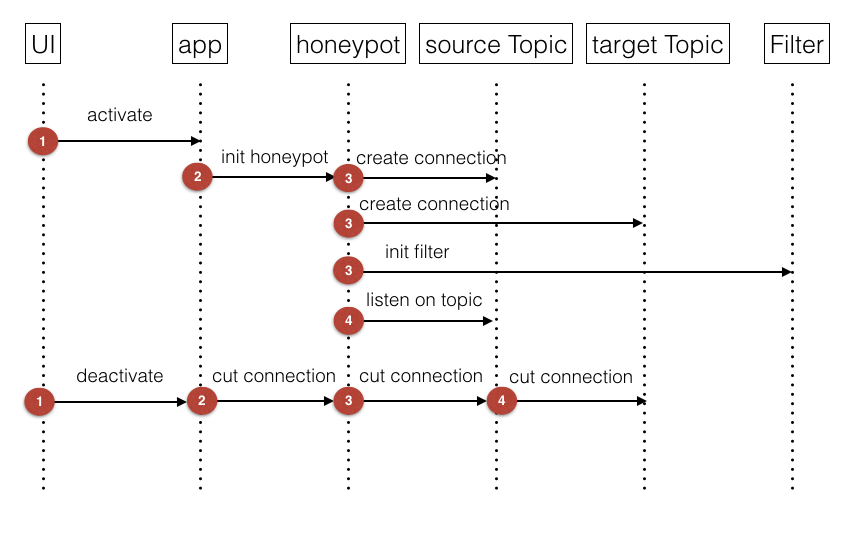 UI app honeypot source Topic target Topic Filter
activate
1
init honeypot create connection
2 3
create connection
3
init filter
3
listen on topic
4
deactivate cut connection cut connection cut connection
1 2 3 4